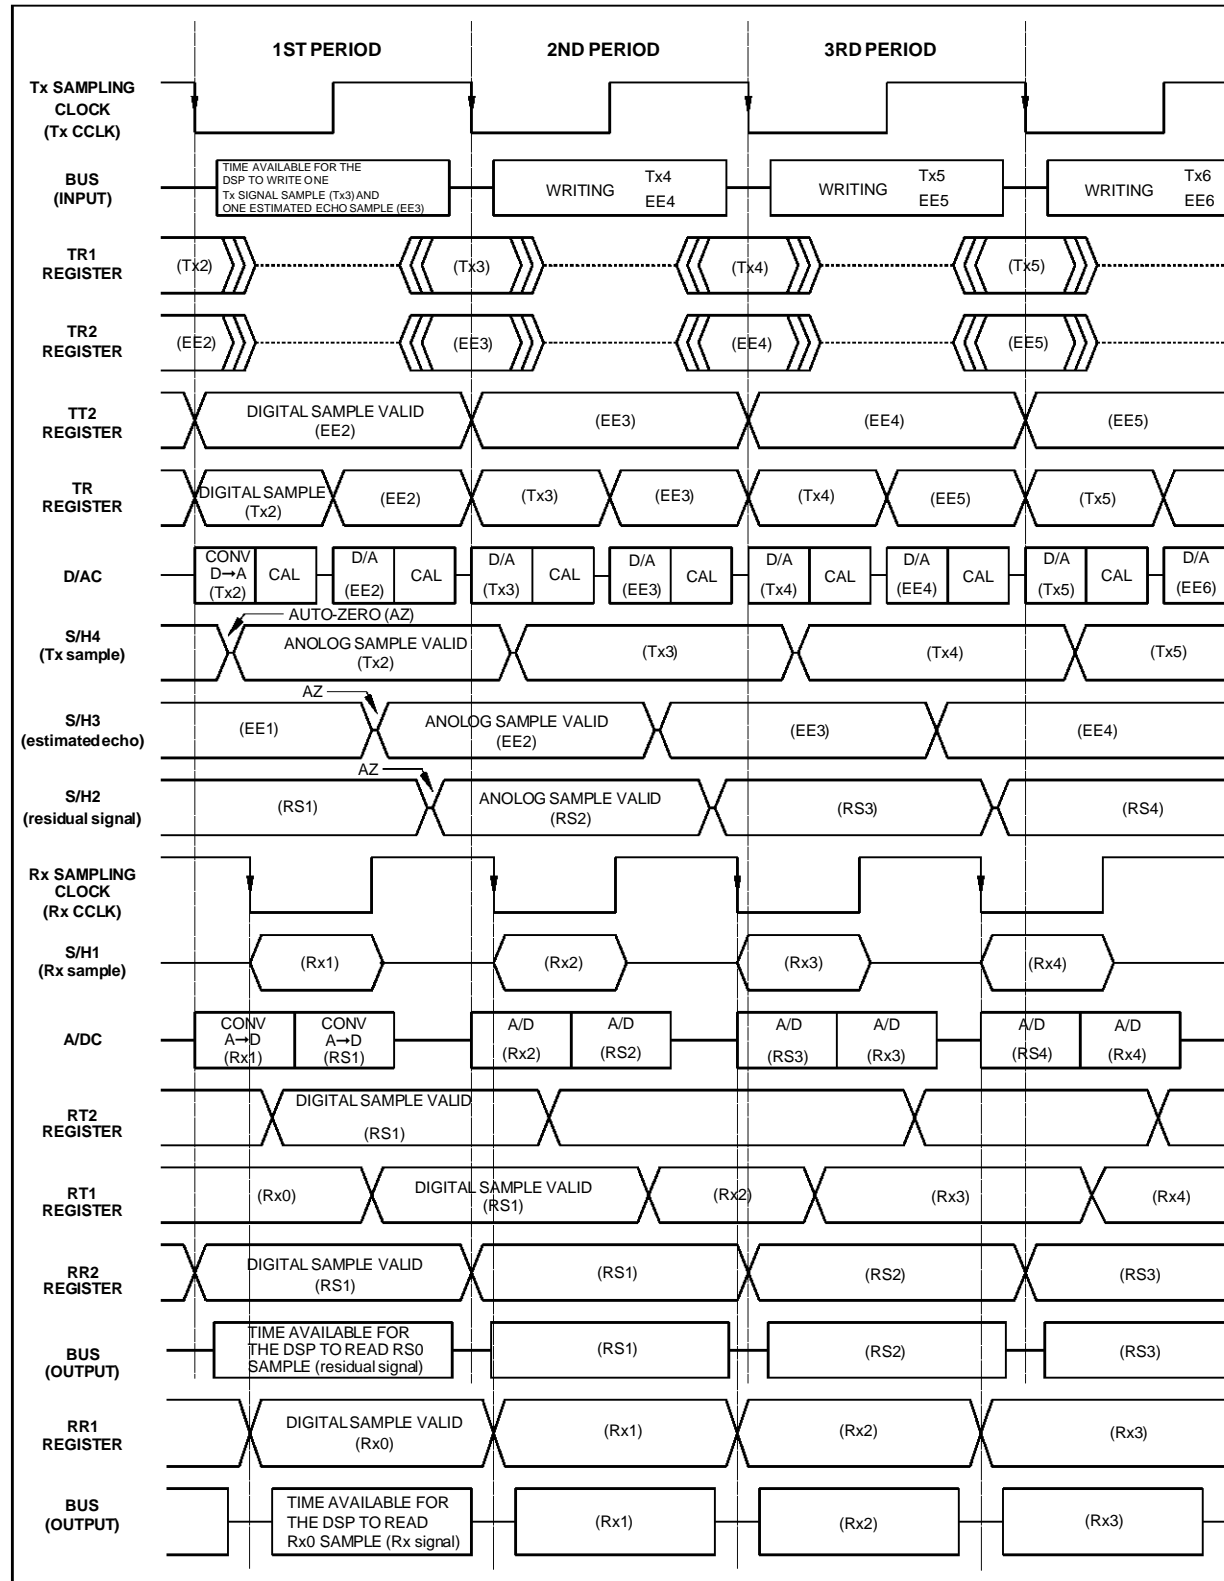 1ST PERIOD 2ND PERIOD 3RD PERIOD
Tx SAMPLING
CLOCK
(Tx CCLK)
BUS
(INPUT)
TIME AVAILABLE FOR THE
DSP TO WRITE ONE
Tx SIGNAL SAMPLE (Tx3) AND
ONE ESTIMATED ECHO SAMPLE (EE3)
WRITING Tx4
EE4
WRITING Tx5
EE5
WRITING Tx6
EE6
TR1
REGISTER
(Tx2) (Tx3) (Tx4) (Tx5)
TR2
REGISTER
(EE2) (EE3) (EE4) (EE5)
TT2
REGISTER
DIGITAL SAMPLE VALID
(EE2)
(EE3) (EE4) (EE5)
TR
REGISTER
DIGITAL SAMPLE
(Tx2)
(EE2) (Tx3) (EE3) (Tx4) (EE5) (Tx5)
D/AC
CONV
D→A
(Tx2)
CAL
D/A
(EE2)
CAL
D/A
(Tx3)
CAL
D/A
(EE3)
CAL
D/A
(Tx4)
CAL
D/A
(EE4)
CAL
D/A
(Tx5)
CAL
D/A
(EE6)
S/H4
(Tx sample)
AUTO-ZERO (AZ)
ANOLOG SAMPLE VALID
(Tx2)
(Tx3) (Tx4) (Tx5)
S/H3
(estimated echo)
AZ
(EE1)
ANOLOG SAMPLE VALID
(EE2)
(EE3) (EE4)
S/H2
(residual signal)
AZ
(RS1)
ANOLOG SAMPLE VALID
(RS2)
(RS3) (RS4)
Rx SAMPLING
CLOCK
(Rx CCLK)
S/H1
(Rx sample)
(Rx1) (Rx2) (Rx3) (Rx4)
A/DC
CONV
A→D
(Rx1)
CONV
A→D
(RS1)
A/D
(Rx2)
A/D
(RS2)
A/D
(RS3)
A/D
(Rx3)
A/D
(RS4)
A/D
(Rx4)
RT2
REGISTER
DIGITAL SAMPLE VALID
(RS1)
RT1
REGISTER
(Rx0)
DIGITAL SAMPLE VALID
(RS1)
(Rx2) (Rx3) (Rx4)
RR2
REGISTER
DIGITAL SAMPLE VALID
(RS1)
(RS1) (RS2) (RS3)
BUS
(OUTPUT)
TIME AVAILABLE FOR
THE DSP TO READ RS0
SAMPLE (residual signal)
(RS1) (RS2) (RS3)
RR1
REGISTER
DIGITAL SAMPLE VALID
(Rx0)
(Rx1) (Rx2) (Rx3)
BUS
(OUTPUT)
TIME AVAILABLE FOR
THE DSP TO READ
Rx0 SAMPLE (Rx signal)
(Rx1) (Rx2) (Rx3)